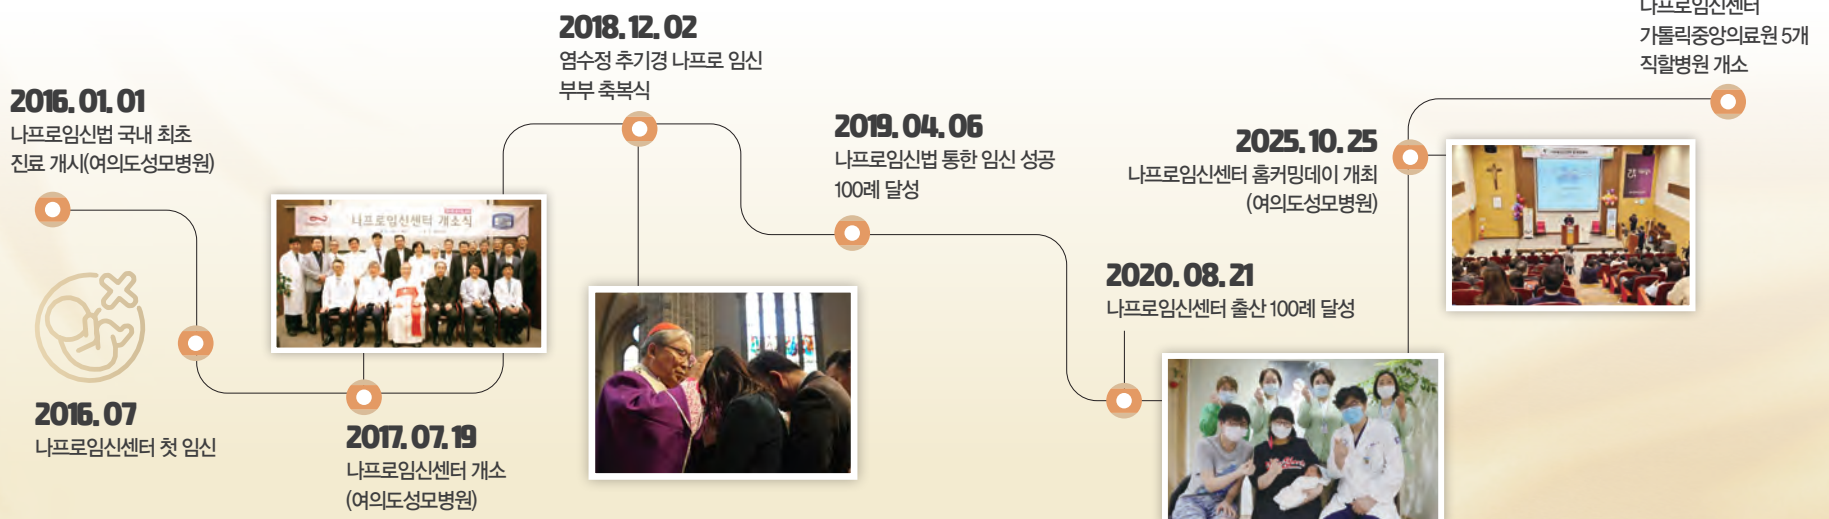 2016. 01. 01
나프로임신법 국내 최초
진료 개시(여의도성모병원)
2016. 07
나프로임신센터 첫 임신
나프로임신센터 개소식
2017. 07. 19
나프로임신센터 개소
(여의도성모병원)
2018. 12. 02
염수정 추기경 나프로 임신
부부 축복식
2019. 04. 06
나프로임신법 통한 임신 성공
100례 달성
2020. 08. 21
나프로임신센터 출산 100례 달성
2025. 10. 25
나프로임신센터 홈커밍데이 개최
(여의도성모병원)
나프로임신센터
가톨릭중앙의료원 5개
직할병원 개소